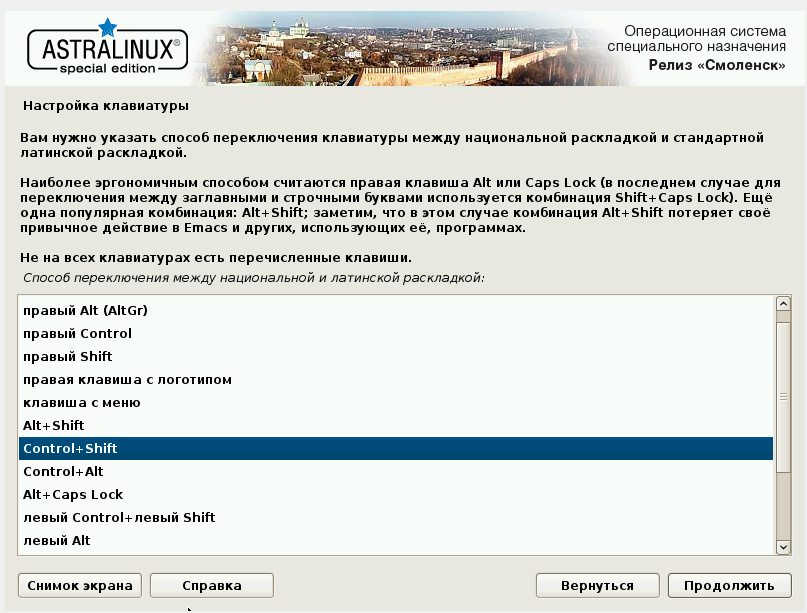 ASTRALINUX®
special edition
Операционная система
специального назначения
Релиз «Смоленск»
Настройка клавиатуры
Вам нужно указать способ переключения клавиатуры между национальной раскладкой и стандартной
латинской раскладкой.
Наиболее эргономичным способом считаются правая клавиша Alt или Caps Lock (в последнем случае для
переключения между заглавными и строчными буквами используется комбинация Shift+Caps Lock). Ещё
одна популярная комбинация: Alt+Shift; заметим, что в этом случае комбинация Alt+Shift потеряет своё
привычное действие в Emacs и других, использующих её, программах.
Не на всех клавиатурах есть перечисленные клавиши.
Способ переключения между национальной и латинской раскладкой:
правый Alt (AltGr)
правый Control
правый Shift
правая клавиша с логотипом
клавиша с меню
Alt+Shift
Control+Shift
Control+Alt
Alt+Caps Lock
левый Control+левый Shift
левый Alt
Снимок экрана
Справка
Вернуться
Продолжить